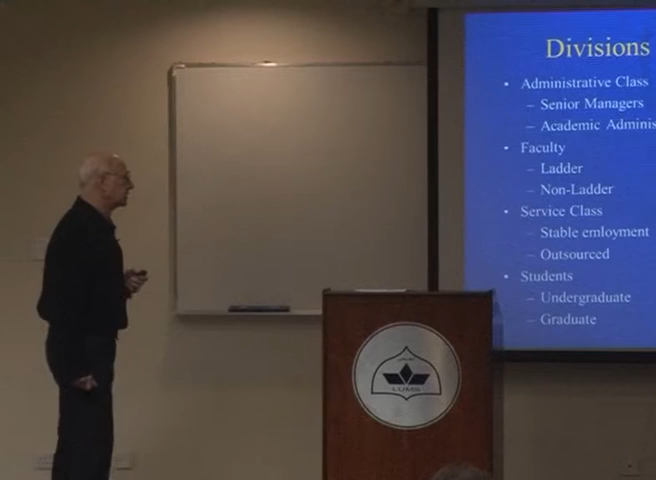 Divisions
• Administrative Class
– Senior Managers
– Academic Adminis
• Faculty
– Ladder
– Non-Ladder
• Service Class
– Stable emloyment
– Outsourced
• Students
– Undergraduate
– Graduate
LUMS